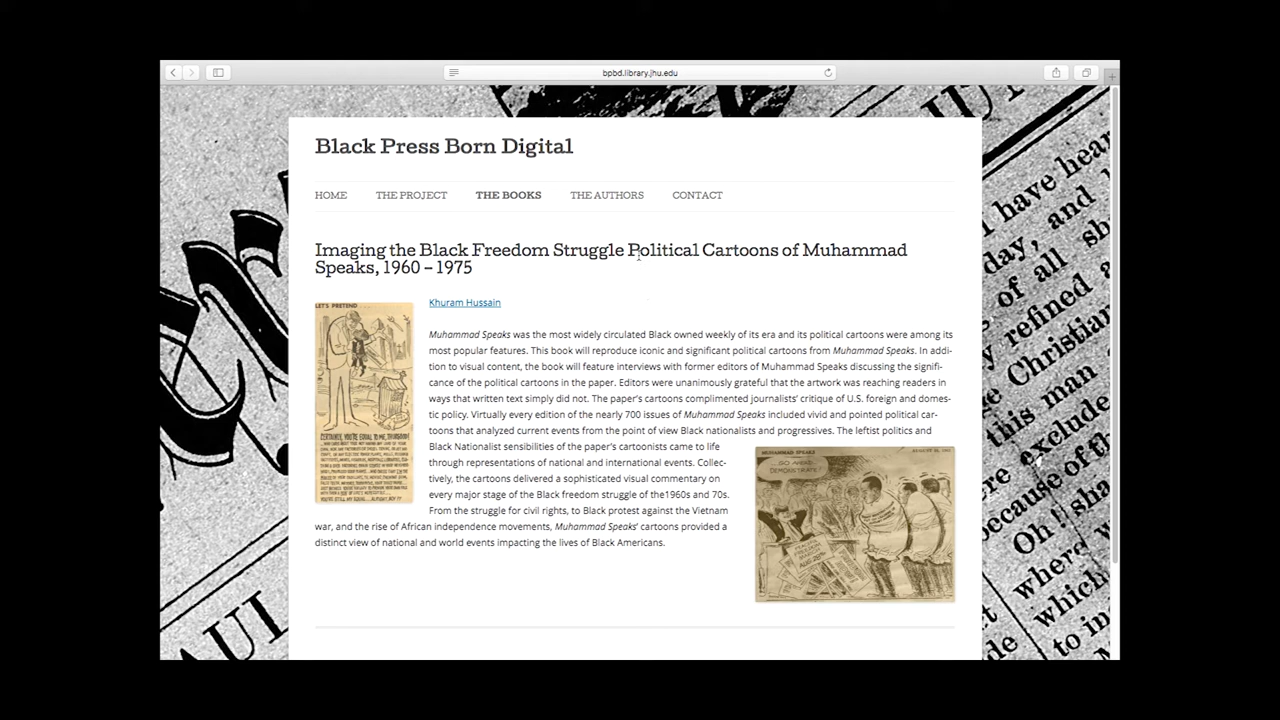 bpbd.library.jhu.edu
Black Press Born Digital
HOME THE PROJECT THE BOOKS THE AUTHORS CONTACT
Imaging the Black Freedom Struggle Political Cartoons of Muhammad
Speaks, 1960 – 1975
Khuram Hussain
Muhammad Speaks was the most widely circulated Black owned weekly of its era and its political cartoons were among its
most popular features. This book will reproduce iconic and significant political cartoons from Muhammad Speaks. In addi-
tion to visual content, the book will feature interviews with former editors of Muhammad Speaks discussing the signifi-
cance of the political cartoons in the paper. Editors were unanimously grateful that the artwork was reaching readers in
ways that written text simply did not. The paper's cartoons complimented journalists' critique of U.S. foreign and domes-
tic policy. Virtually every edition of the nearly 700 issues of Muhammad Speaks included vivid and pointed political car-
toons that analyzed current events from the point of view Black nationalists and progressives. The leftist politics and
Black Nationalist sensibilities of the paper's cartoonists came to life
through representations of national and international events. Collec-
tively, the cartoons delivered a sophisticated visual commentary on
every major stage of the Black freedom struggle of the1960s and 70s.
From the struggle for civil rights, to Black protest against the Vietnam
war, and the rise of African independence movements, Muhammad Speaks' cartoons provided a
distinct view of national and world events impacting the lives of Black Americans.
LET'S PRETEND...
CERTAINLY, YOU'RE EQUAL TO ME,
MUHAMMAD SPEAKS
...GO AHEAD,
DEMONSTRATE!
I have hear
day, and
of all
y refined
Christian
this man
exclude
because of th
Oh! sha
where
which
to in